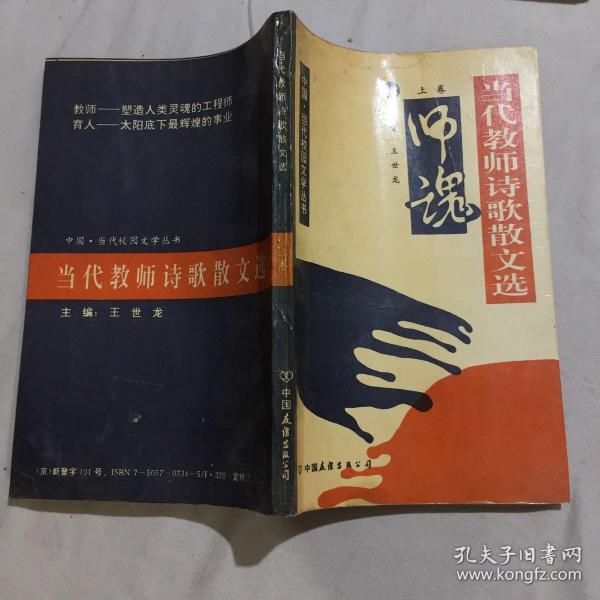 教师——塑造人类灵魂的工程师
育人——太阳底下最辉煌的事业
中国·当代校园文学丛书
当代教师诗歌散文选
主编：王世龙
(京)新登字191号.ISBN 7-5057-0734-5/I·320 定价
当代教师诗歌散文选
上卷
中国友谊出版公司
中国·当代校园文学丛书
上卷
师魂
王世龙
当代教师诗歌散文选
中国友谊出版公司
孔夫子旧书网
www.kongfz.com